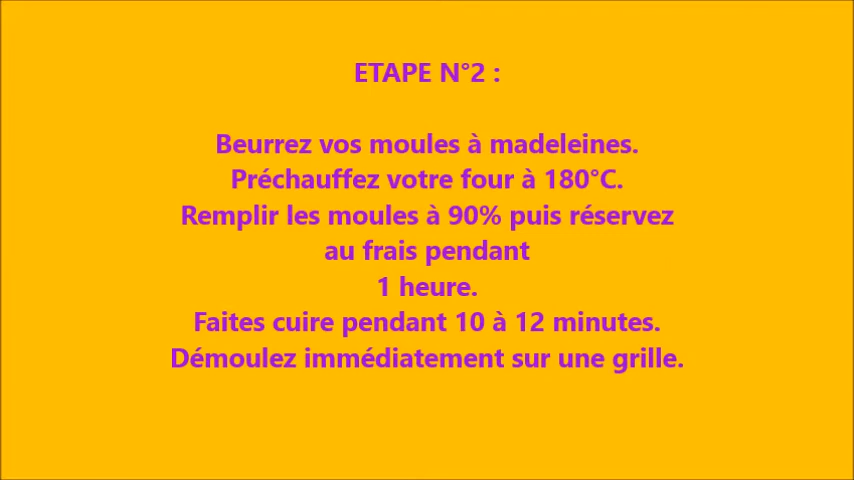 ETAPE N°2 :
Beurrez vos moules à madeleines.
Préchauffez votre four à 180°C.
Remplir les moules à 90% puis réservez
au frais pendant
1 heure.
Faites cuire pendant 10 à 12 minutes.
Démoulez immédiatement sur une grille.